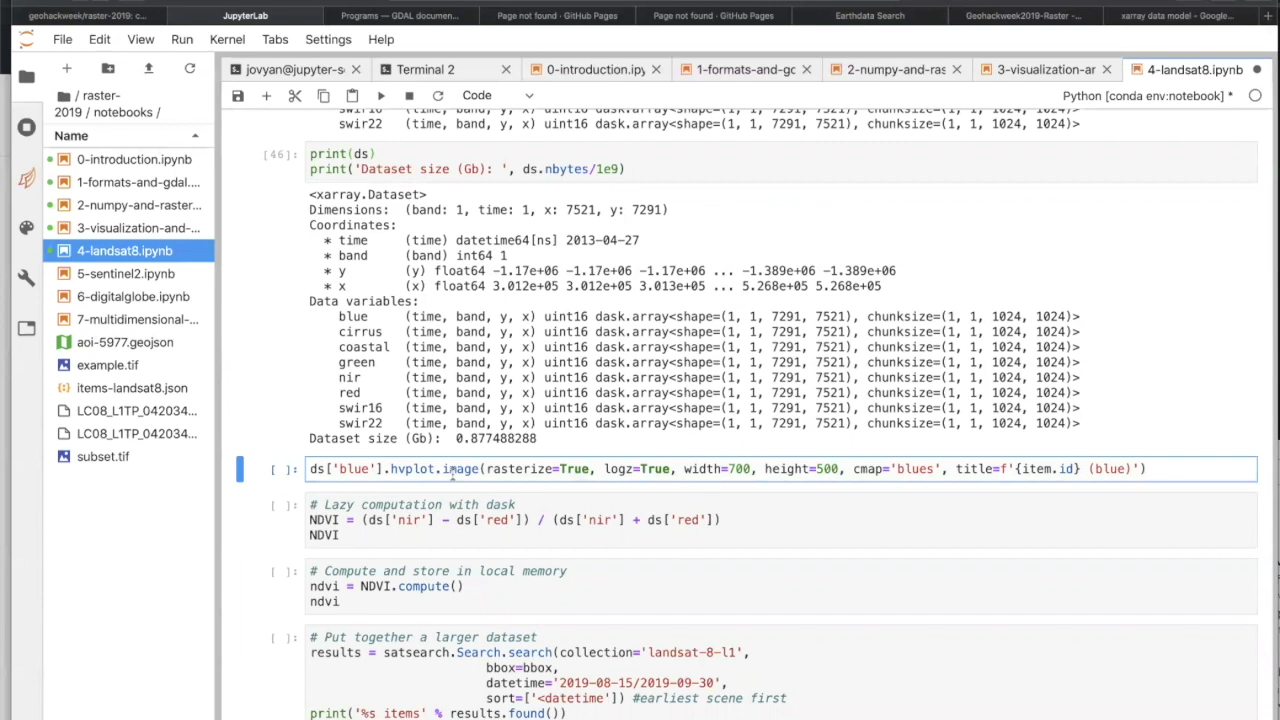 geohackweek/raster-2019: c...
JupyterLab
Programs — GDAL documen...
Page not found · GitHub Pages
Page not found · GitHub Pages
Earthdata Search
Geohackweek2019-Raster -...
xarray data model - Google...
File Edit View Run Kernel Tabs Settings Help
/ raster-
2019 / notebooks /
Name
0-introduction.ipynb
1-formats-and-gdal....
2-numpy-and-raster...
3-visualization-and-...
4-landsat8.ipynb
5-sentinel2.ipynb
6-digitalglobe.ipynb
7-multidimensional-...
aoi-5977.geojson
example.tif
items-landsat8.json
LC08_L1TP_042034...
LC08_L1TP_042034...
subset.tif
jovyan@jupyter-s
Terminal 2
0-introduction.ipy
1-formats-and-g
2-numpy-and-ras
3-visualization-ar
4-landsat8.ipynb
Code
Python [conda env:notebook] *
swir22 (time, band, y, x) uint16 dask.array<shape=(1, 1, 7291, 7521), chunksize=(1, 1, 1024, 1024)>
[46]: print(ds)
print('Dataset size (Gb): ', ds.nbytes/1e9)
<xarray.Dataset>
Dimensions: (band: 1, time: 1, x: 7521, y: 7291)
Coordinates:
* time (time) datetime64[ns] 2013-04-27
* band (band) int64 1
* y (y) float64 -1.17e+06 -1.17e+06 -1.17e+06 ... -1.389e+06 -1.389e+06
* x (x) float64 3.012e+05 3.012e+05 3.013e+05 ... 5.268e+05 5.268e+05
Data variables:
blue (time, band, y, x) uint16 dask.array<shape=(1, 1, 7291, 7521), chunksize=(1, 1, 1024, 1024)>
cirrus (time, band, y, x) uint16 dask.array<shape=(1, 1, 7291, 7521), chunksize=(1, 1, 1024, 1024)>
coastal (time, band, y, x) uint16 dask.array<shape=(1, 1, 7291, 7521), chunksize=(1, 1, 1024, 1024)>
green (time, band, y, x) uint16 dask.array<shape=(1, 1, 7291, 7521), chunksize=(1, 1, 1024, 1024)>
nir (time, band, y, x) uint16 dask.array<shape=(1, 1, 7291, 7521), chunksize=(1, 1, 1024, 1024)>
red (time, band, y, x) uint16 dask.array<shape=(1, 1, 7291, 7521), chunksize=(1, 1, 1024, 1024)>
swir16 (time, band, y, x) uint16 dask.array<shape=(1, 1, 7291, 7521), chunksize=(1, 1, 1024, 1024)>
swir22 (time, band, y, x) uint16 dask.array<shape=(1, 1, 7291, 7521), chunksize=(1, 1, 1024, 1024)>
Dataset size (Gb): 0.877488288
[ ]: ds['blue'].hvplot.image(rasterize=True, logz=True, width=700, height=500, cmap='blues', title=f'{item.id} (blue)')
[ ]: # Lazy computation with dask
NDVI = (ds['nir'] - ds['red']) / (ds['nir'] + ds['red'])
NDVI
[ ]: # Compute and store in local memory
ndvi = NDVI.compute()
ndvi
[ ]: # Put together a larger dataset
results = satsearch.Search.search(collection='landsat-8-l1',
bbox=bbox,
datetime='2019-08-15/2019-09-30',
sort=['<datetime']) #earliest scene first
print('%s items' % results.found())